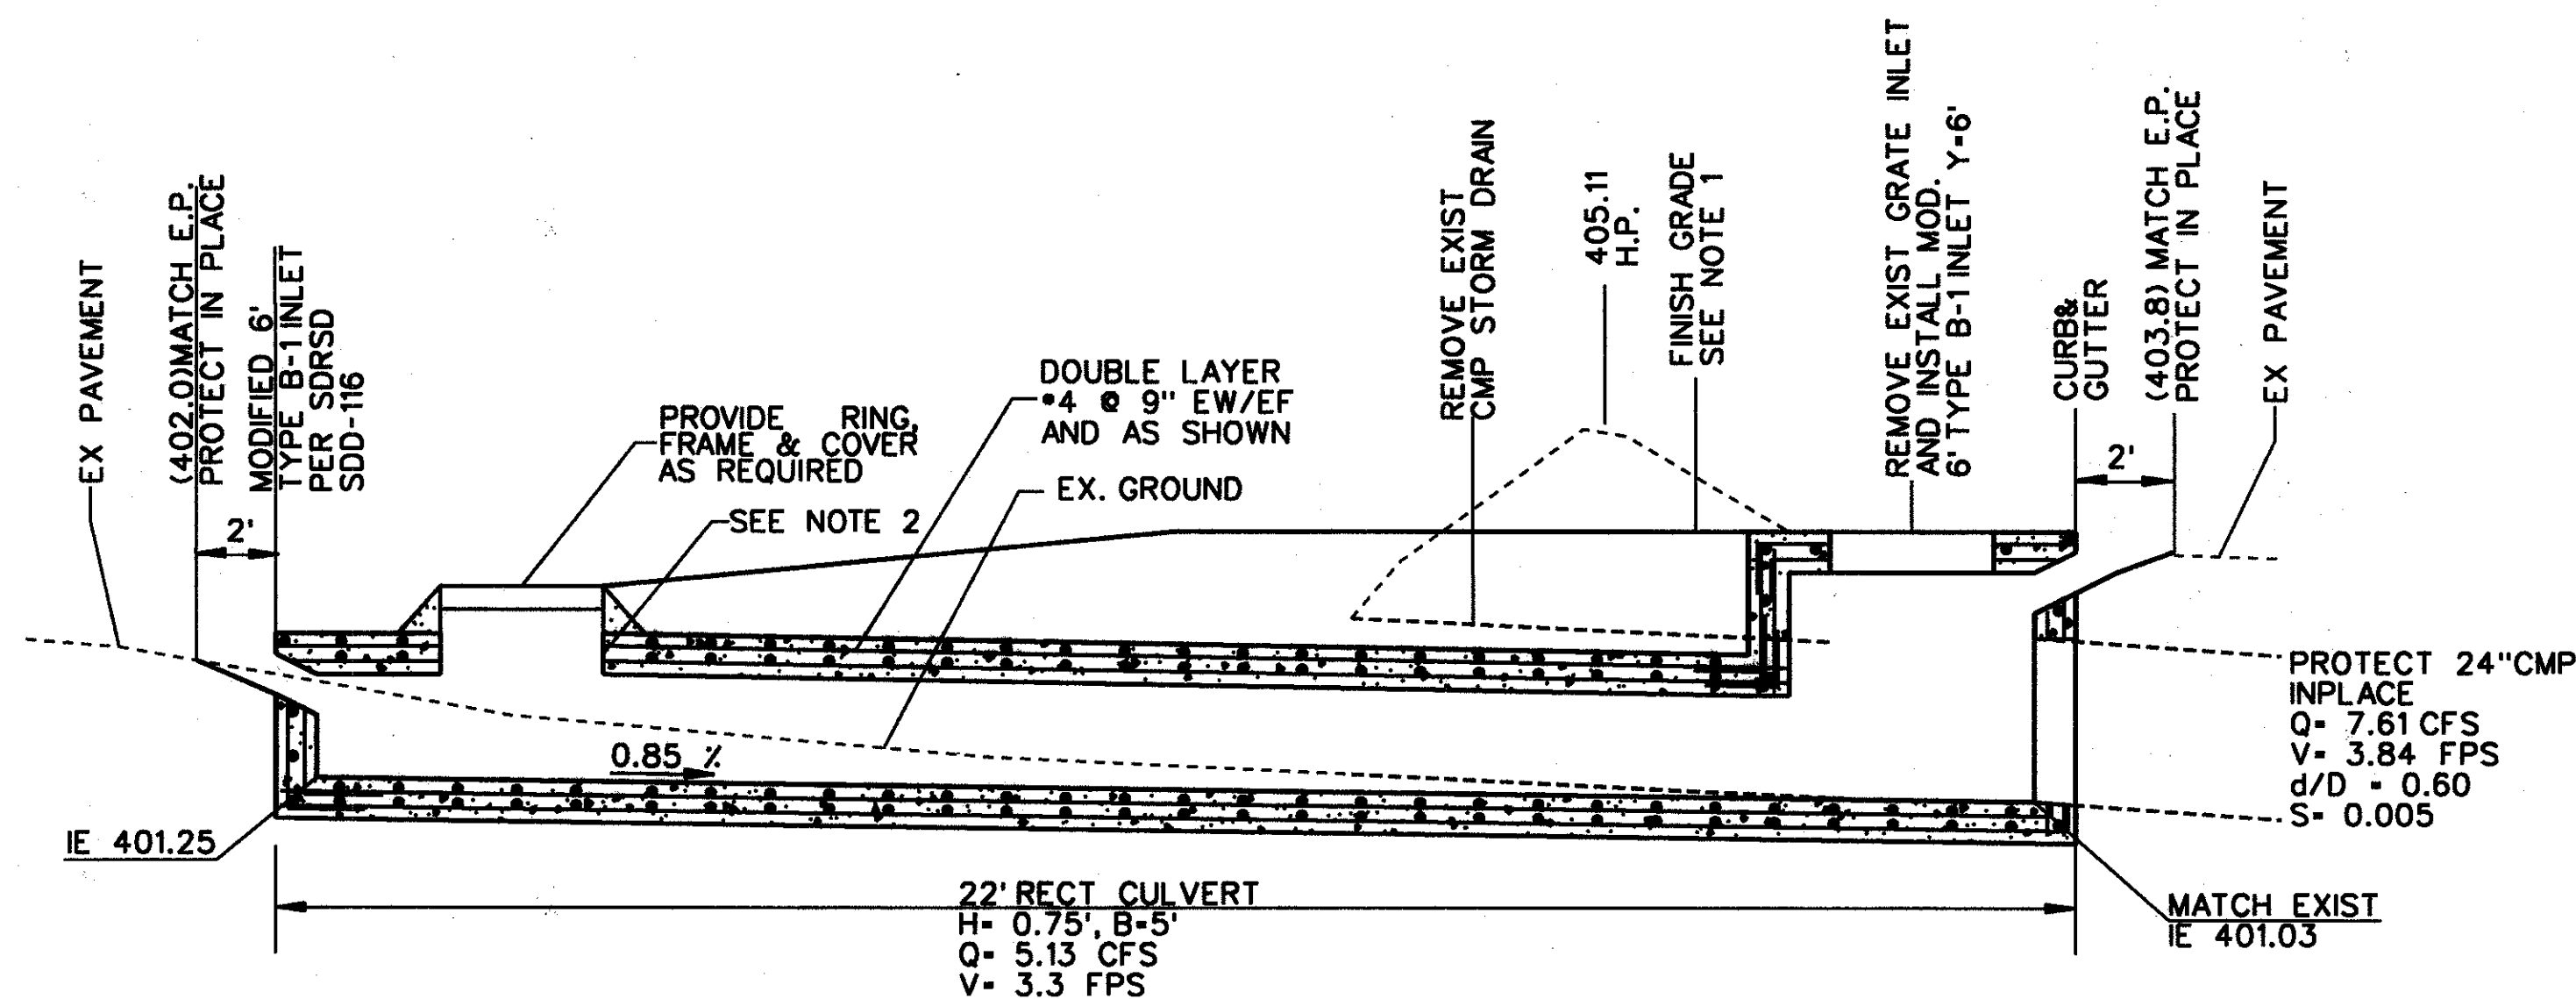 EX PAVEMENT
(402.0)MATCH E.P.
PROTECT IN PLACE
MODIFIED 6'
TYPE B-1 INLET
PER SDRSD
SDD-116
2'
PROVIDE RING,
FRAME & COVER
AS REQUIRED
SEE NOTE 2
DOUBLE LAYER
#4 @ 9" EW/EF
AND AS SHOWN
EX. GROUND
REMOVE EXIST
CMP STORM DRAIN
405.11
H.P.
FINISH GRADE
SEE NOTE 1
REMOVE EXIST GRATE INLET
AND INSTALL MOD.
6' TYPE B-1 INLET Y=6'
CURB&
GUTTER
2'
(403.8) MATCH E.P.
PROTECT IN PLACE
EX PAVEMENT
0.85 %
IE 401.25
22' RECT CULVERT
H= 0.75', B=5'
Q= 5.13 CFS
V= 3.3 FPS
PROTECT 24"CMP
INPLACE
Q= 7.61 CFS
V= 3.84 FPS
d/D = 0.60
S= 0.005
MATCH EXIST
IE 401.03